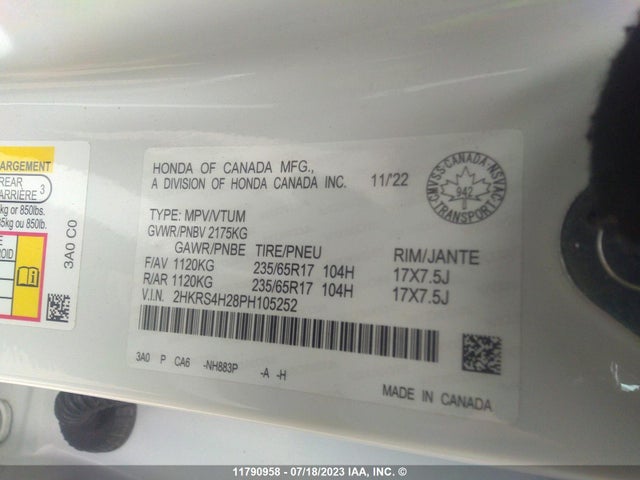 ARGEMENT
REAR
ARRIÈRE 3
kg or 850lbs.
kg ou 850lb.
3A0 C0
HONDA OF CANADA MFG.,
A DIVISION OF HONDA CANADA INC. 11/'22
CMVSS-CANADA-NSVAC
942
TRANSPORT
TYPE: MPV/VTUM
GVWR/PNBV 2175KG
GAWR/PNBE TIRE/PNEU RIM/JANTE
F/AV 1120KG 235/65R17 104H 17X7.5J
R/AR 1120KG 235/65R17 104H 17X7.5J
V.I.N. 2HKRS4H28PH105252
3A0 P CA6 -NH883P -A -H
MADE IN CANADA
11790958 - 07/18/2023 IAA, INC. ©